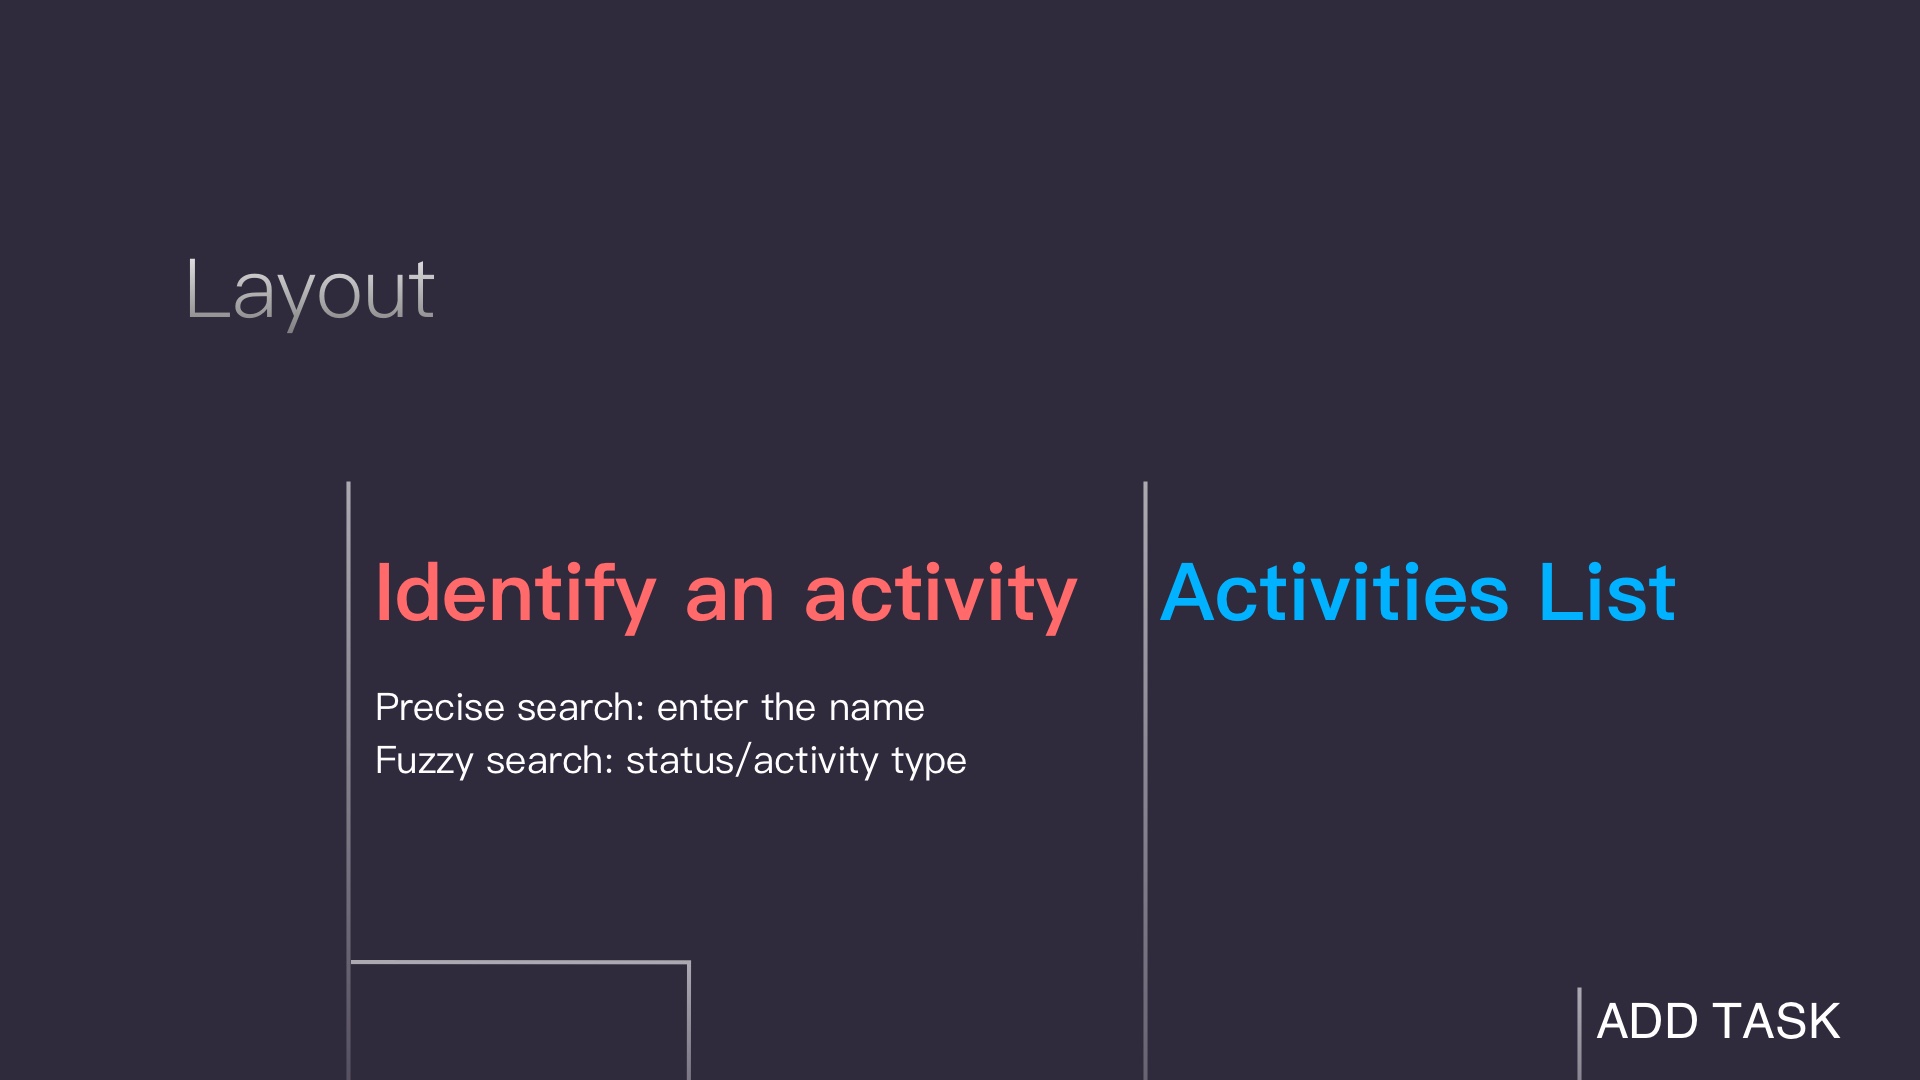 Layout
Identify an activity
Precise search: enter the name
Fuzzy search: status/activity type
Activities List
ADD TASK